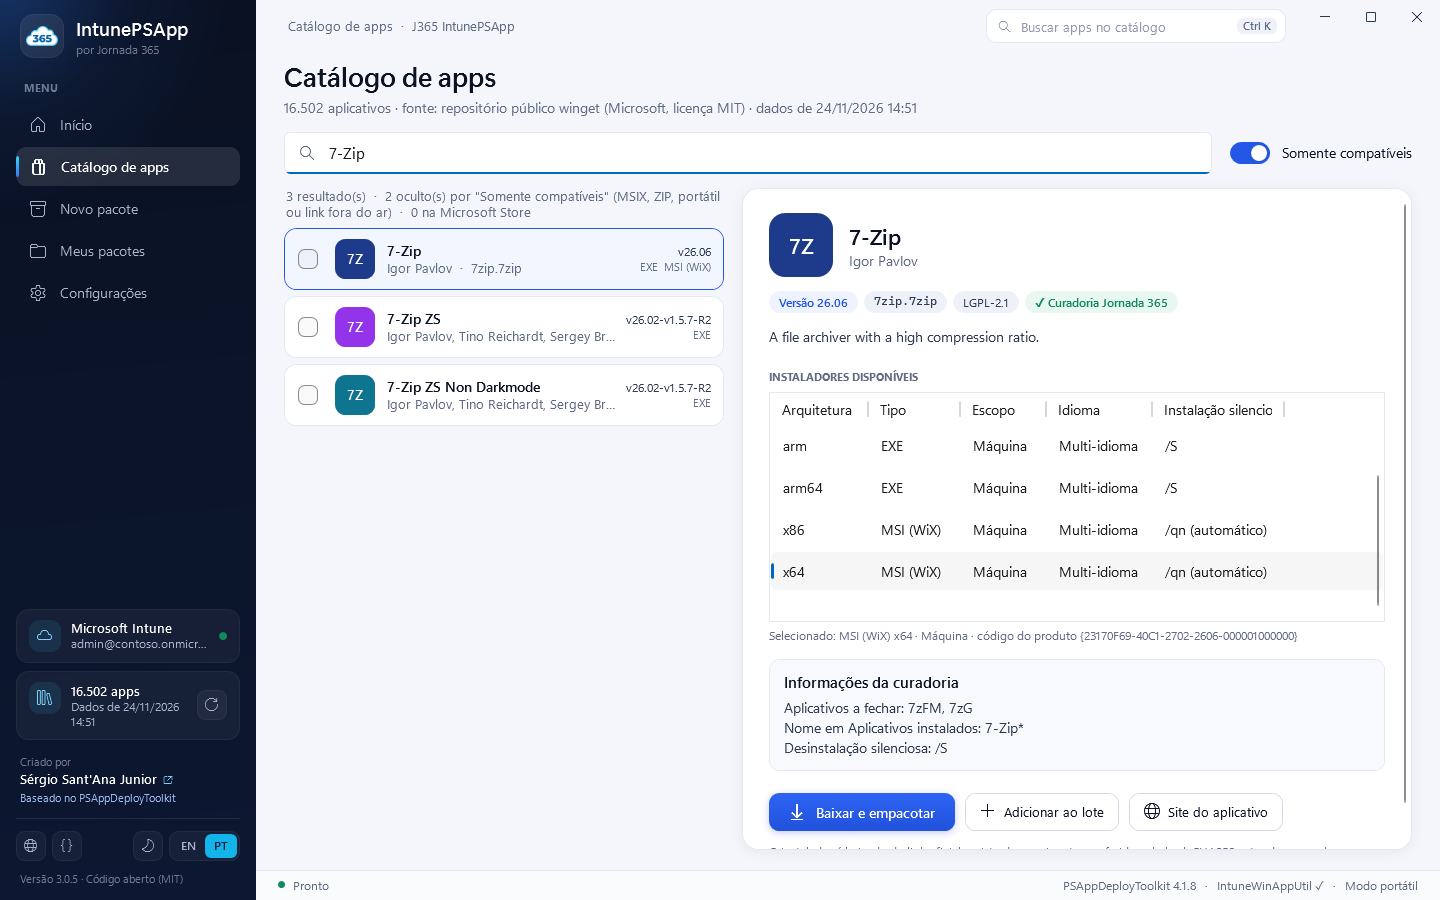 365
IntunePSApp
por Jornada 365
MENU
Início
Catálogo de apps
Novo pacote
Meus pacotes
Configurações
Microsoft Intune
admin@contoso.onmicr...
16.502 apps
Dados de 24/11/2026
14:51
Criado por
Sérgio Sant'Ana Junior
Baseado no PSAppDeployToolkit
EN PT
Versão 3.0.5 · Código aberto (MIT)
Catálogo de apps · J365 IntunePSApp
Buscar apps no catálogo Ctrl K
Catálogo de apps
16.502 aplicativos · fonte: repositório público winget (Microsoft, licença MIT) · dados de 24/11/2026 14:51
7-Zip
Somente compatíveis
3 resultado(s) · 2 oculto(s) por "Somente compatíveis" (MSIX, ZIP, portátil
ou link fora do ar) · 0 na Microsoft Store
7Z 7-Zip v26.06
Igor Pavlov · 7zip.7zip EXE MSI (WiX)
7Z 7-Zip ZS v26.02-v1.5.7-R2
Igor Pavlov, Tino Reichardt, Sergey Br... EXE
7Z 7-Zip ZS Non Darkmode v26.02-v1.5.7-R2
Igor Pavlov, Tino Reichardt, Sergey Br... EXE
7Z
7-Zip
Igor Pavlov
Versão 26.06 7zip.7zip LGPL-2.1 ✓ Curadoria Jornada 365
A file archiver with a high compression ratio.
INSTALADORES DISPONÍVEIS
Arquitetura Tipo Escopo Idioma Instalação silencio
arm EXE Máquina Multi-idioma /S
arm64 EXE Máquina Multi-idioma /S
x86 MSI (WiX) Máquina Multi-idioma /qn (automático)
x64 MSI (WiX) Máquina Multi-idioma /qn (automático)
Selecionado: MSI (WiX) x64 · Máquina · código do produto {23170F69-40C1-2702-2606-000001000000}
Informações da curadoria
Aplicativos a fechar: 7zFM, 7zG
Nome em Aplicativos instalados: 7-Zip*
Desinstalação silenciosa: /S
Baixar e empacotar
Adicionar ao lote
Site do aplicativo
Pronto
PSAppDeployToolkit 4.1.8 · IntuneWinAppUtil ✓ · Modo portátil